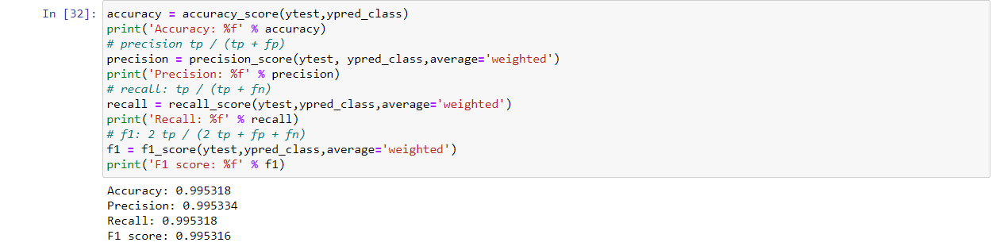 In [32]: accuracy = accuracy_score(ytest,ypred_class)
print('Accuracy: %f' % accuracy)
# precision tp / (tp + fp)
precision = precision_score(ytest, ypred_class,average='weighted')
print('Precision: %f' % precision)
# recall: tp / (tp + fn)
recall = recall_score(ytest,ypred_class,average='weighted')
print('Recall: %f' % recall)
# f1: 2 tp / (2 tp + fp + fn)
f1 = f1_score(ytest,ypred_class,average='weighted')
print('F1 score: %f' % f1)
Accuracy: 0.995318
Precision: 0.995334
Recall: 0.995318
F1 score: 0.995316